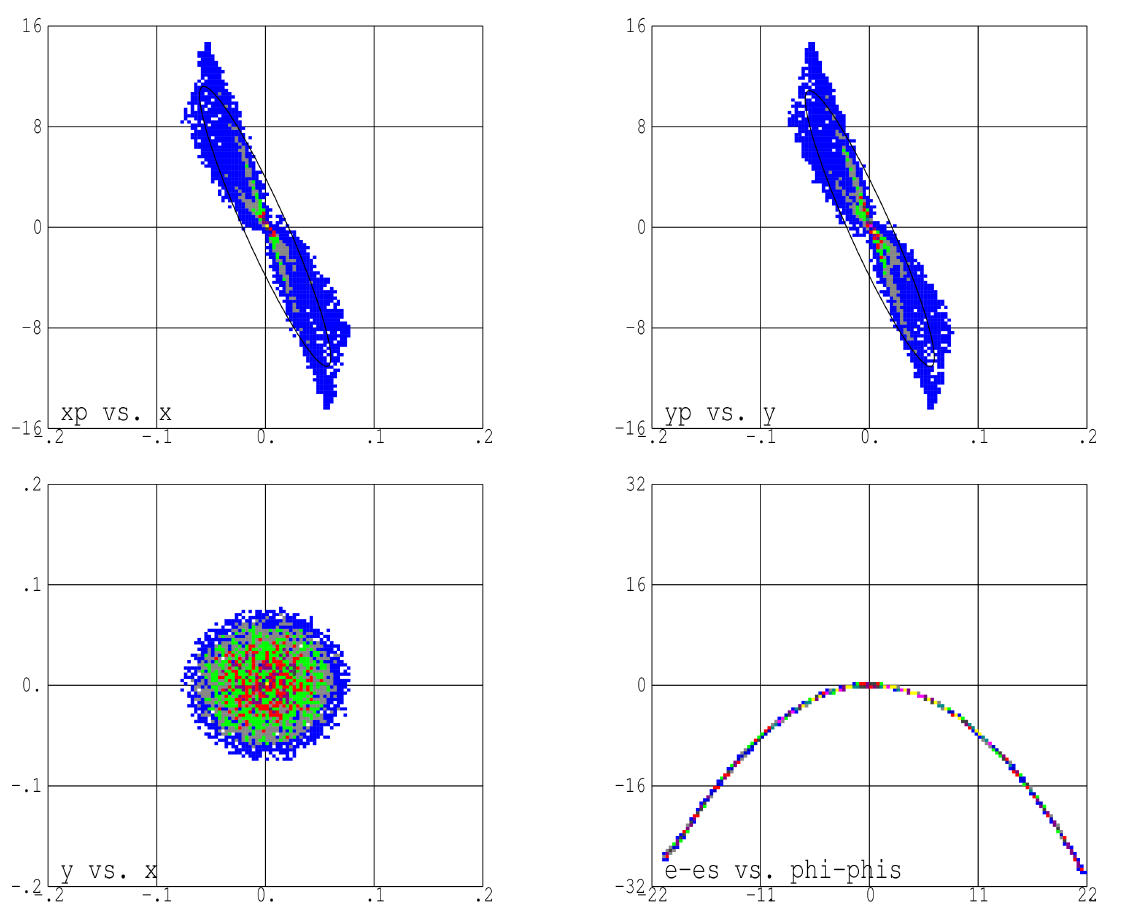 16 16
8 8
0 0
-8 -8
xp vs. x yp vs. y
-16 -16
-.2 -.1 0. .1 .2 -.2 -.1 0. .1 .2
.2 32
.1 16
0. 0
-.1 -16
y vs. x e-es vs. phi-phis
-.2 -32
-.2 -.1 0. .1 .2 -22 -11 0 11 22